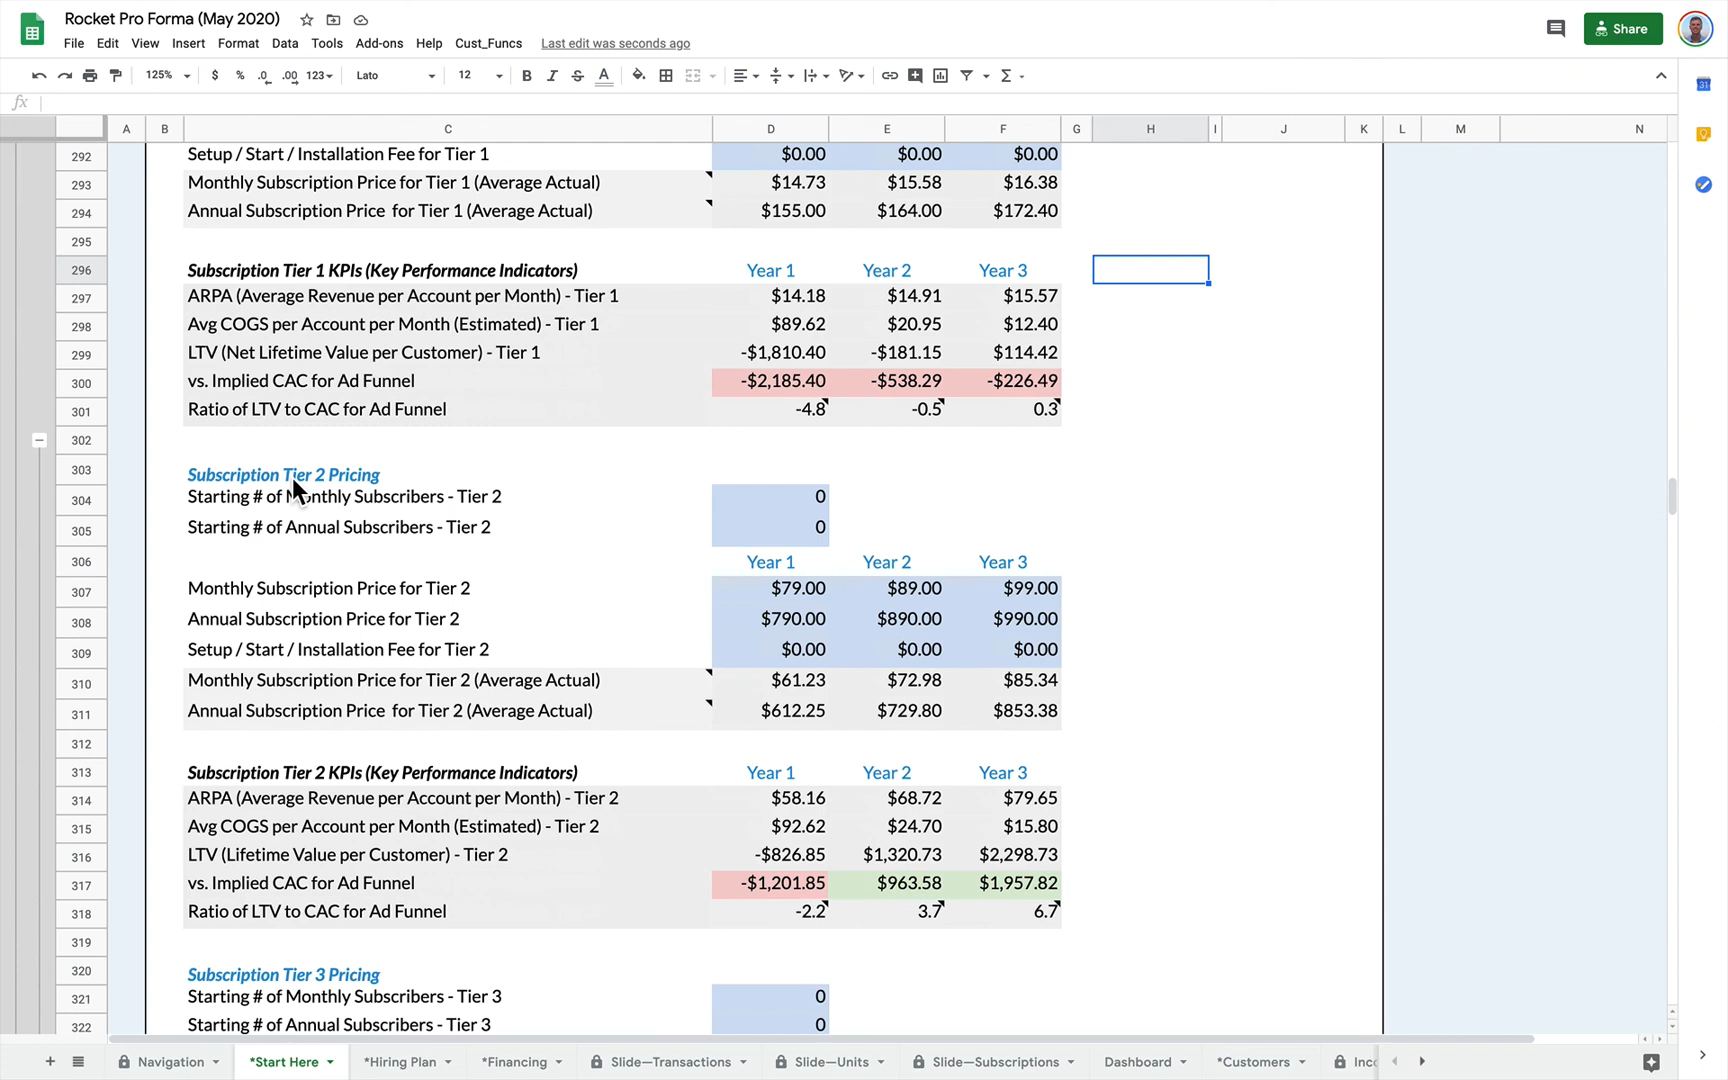 Rocket Pro Forma (May 2020)
File Edit View Insert Format Data Tools Add-ons Help Cust_Funcs Last edit was seconds ago
Share
125% $ % .0 .00 123 Lato 12 B I S A
fx
A B C D E F G H I J K L M N
292 Setup / Start / Installation Fee for Tier 1 $0.00 $0.00 $0.00
293 Monthly Subscription Price for Tier 1 (Average Actual) $14.73 $15.58 $16.38
294 Annual Subscription Price for Tier 1 (Average Actual) $155.00 $164.00 $172.40
295
296 Subscription Tier 1 KPIs (Key Performance Indicators) Year 1 Year 2 Year 3
297 ARPA (Average Revenue per Account per Month) - Tier 1 $14.18 $14.91 $15.57
298 Avg COGS per Account per Month (Estimated) - Tier 1 $89.62 $20.95 $12.40
299 LTV (Net Lifetime Value per Customer) - Tier 1 -$1,810.40 -$181.15 $114.42
300 vs. Implied CAC for Ad Funnel -$2,185.40 -$538.29 -$226.49
301 Ratio of LTV to CAC for Ad Funnel -4.8 -0.5 0.3
302
303 Subscription Tier 2 Pricing
304 Starting # of Monthly Subscribers - Tier 2 0
305 Starting # of Annual Subscribers - Tier 2 0
306 Year 1 Year 2 Year 3
307 Monthly Subscription Price for Tier 2 $79.00 $89.00 $99.00
308 Annual Subscription Price for Tier 2 $790.00 $890.00 $990.00
309 Setup / Start / Installation Fee for Tier 2 $0.00 $0.00 $0.00
310 Monthly Subscription Price for Tier 2 (Average Actual) $61.23 $72.98 $85.34
311 Annual Subscription Price for Tier 2 (Average Actual) $612.25 $729.80 $853.38
312
313 Subscription Tier 2 KPIs (Key Performance Indicators) Year 1 Year 2 Year 3
314 ARPA (Average Revenue per Account per Month) - Tier 2 $58.16 $68.72 $79.65
315 Avg COGS per Account per Month (Estimated) - Tier 2 $92.62 $24.70 $15.80
316 LTV (Lifetime Value per Customer) - Tier 2 -$826.85 $1,320.73 $2,298.73
317 vs. Implied CAC for Ad Funnel -$1,201.85 $963.58 $1,957.82
318 Ratio of LTV to CAC for Ad Funnel -2.2 3.7 6.7
319
320 Subscription Tier 3 Pricing
321 Starting # of Monthly Subscribers - Tier 3 0
322 Starting # of Annual Subscribers - Tier 3 0
Navigation *Start Here *Hiring Plan *Financing Slide—Transactions Slide—Units Slide—Subscriptions Dashboard *Customers Inc
31